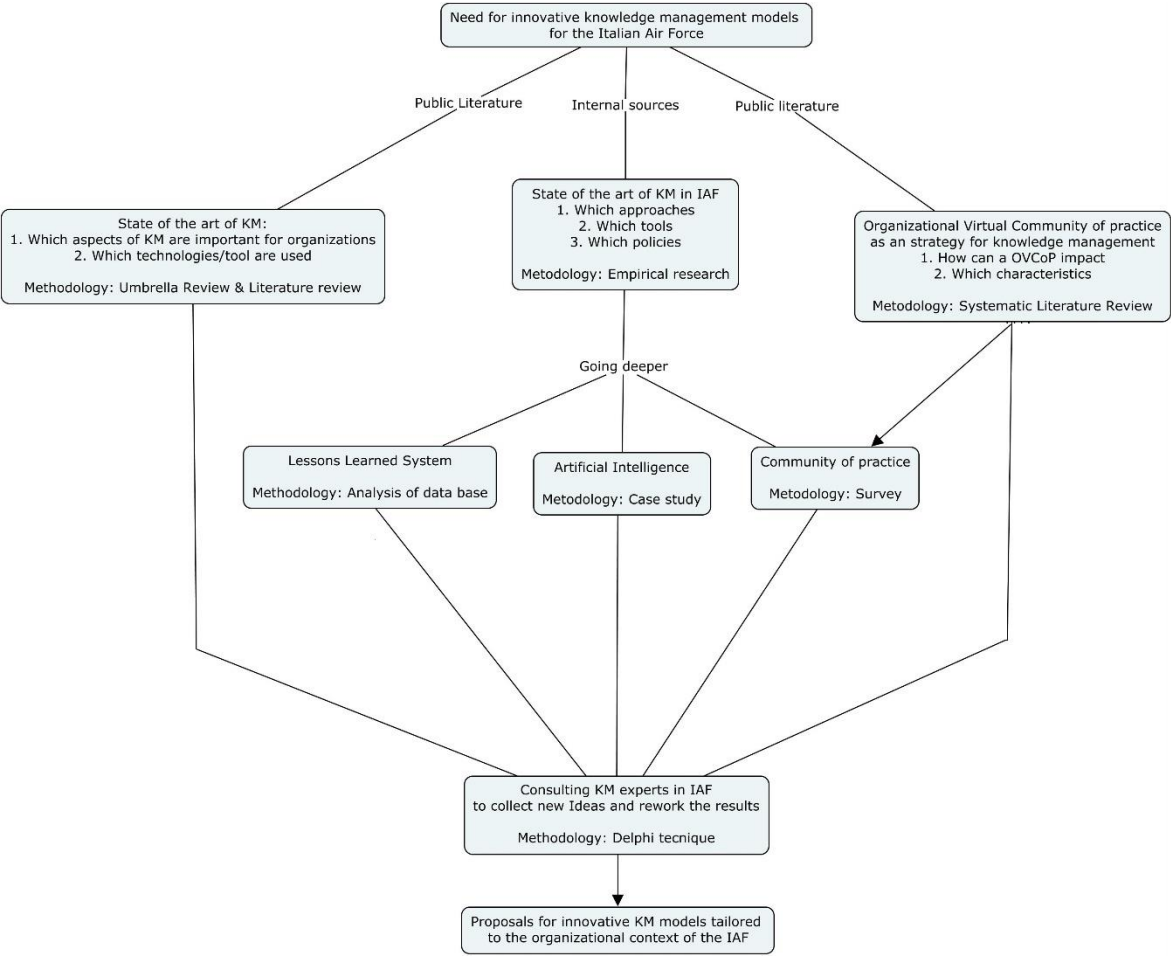 Need for innovative knowledge management models
for the Italian Air Force
Public Literature
Internal sources
Public literature
State of the art of KM:
1. Which aspects of KM are important for organizations
2. Which technologies/tool are used
Methodology: Umbrella Review & Literature review
State of the art of KM in IAF
1. Which approaches
2. Which tools
3. Which policies
Metodology: Empirical research
Organizational Virtual Community of practice
as an strategy for knowledge management
1. How can a OVCoP impact
2. Which characteristics
Metodology: Systematic Literature Review
Going deeper
Lessons Learned System
Methodology: Analysis of data base
Artificial Intelligence
Metodology: Case study
Community of practice
Metodology: Survey
Consulting KM experts in IAF
to collect new Ideas and rework the results
Methodology: Delphi tecnique
Proposals for innovative KM models tailored
to the organizational context of the IAF